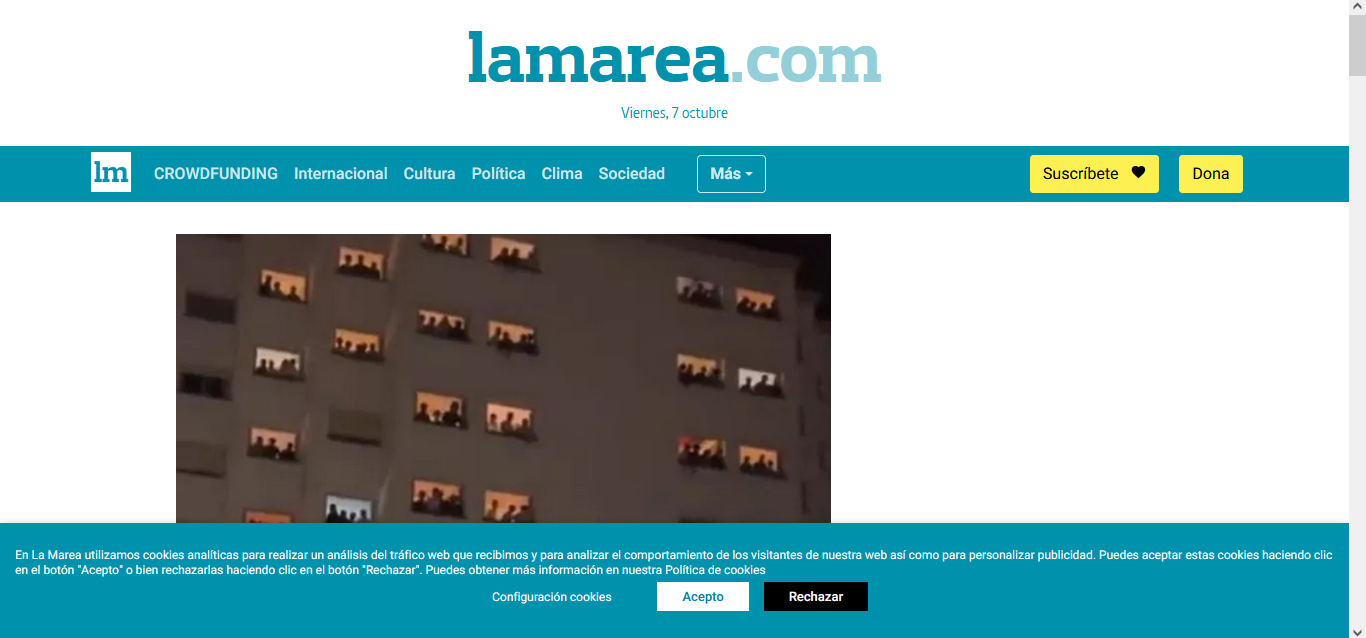 lamarea.com
Viernes, 7 octubre
lm CROWDFUNDING Internacional Cultura Política Clima Sociedad Más Suscríbete Dona
En La Marea utilizamos cookies analíticas para realizar un análisis del tráfico web que recibimos y para analizar el comportamiento de los visitantes de nuestra web así como para personalizar publicidad. Puedes aceptar estas cookies haciendo clic
en el botón "Acepto" o bien rechazarlas haciendo clic en el botón "Rechazar". Puedes obtener más información en nuestra Política de cookies
Configuración cookies Acepto Rechazar